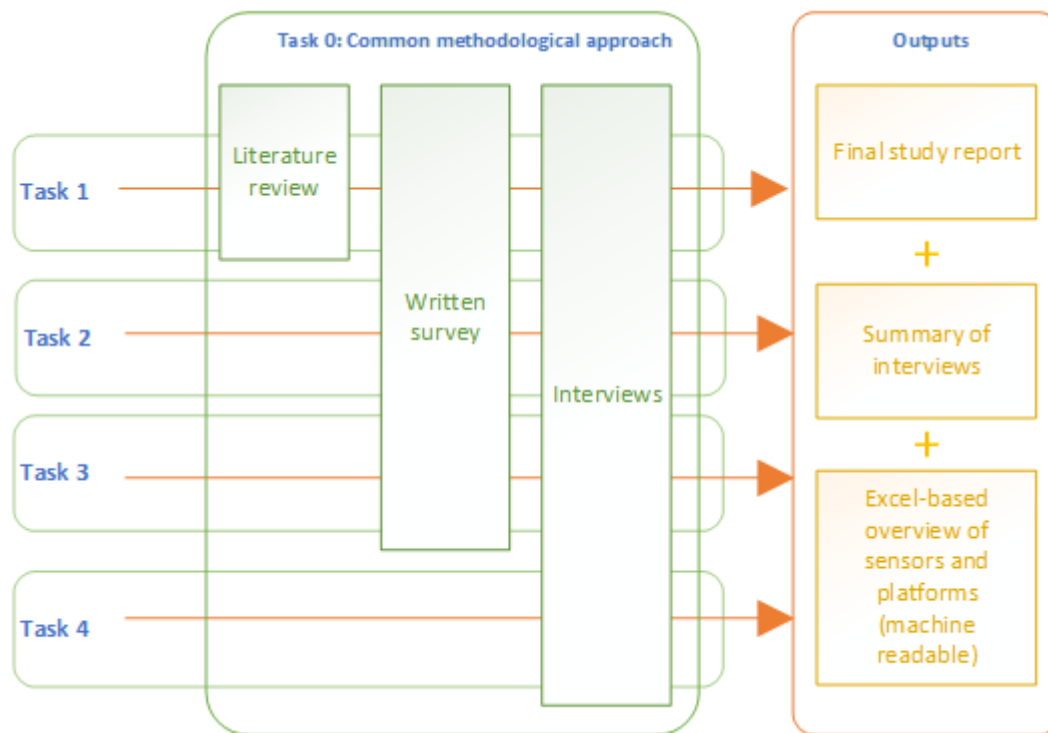 Task 0: Common methodological approach
Outputs
Literature
review
Final study report
Task 1
Written
survey
Task 2
Summary of
interviews
Interviews
Task 3
Excel-based
overview of
sensors and
platforms
(machine
readable)
Task 4
+
+